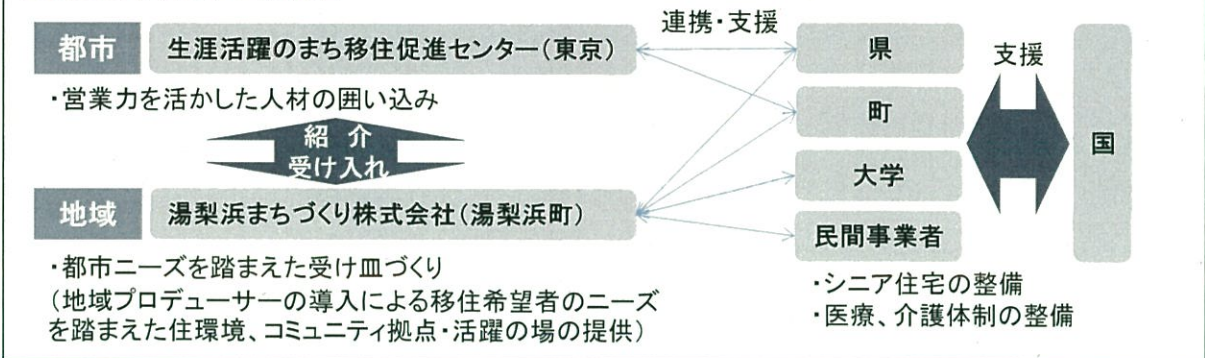 連携・支援
都市 生涯活躍のまち移住促進センター（東京）
県
支援
・営業力を活かした人材の囲い込み
町
紹 介
受け入れ
国
大学
地域 湯梨浜まちづくり株式会社（湯梨浜町）
民間事業者
・都市ニーズを踏まえた受け皿づくり
（地域プロデューサーの導入による移住希望者のニーズ
を踏まえた住環境、コミュニティ拠点・活躍の場の提供）
・シニア住宅の整備
・医療、介護体制の整備